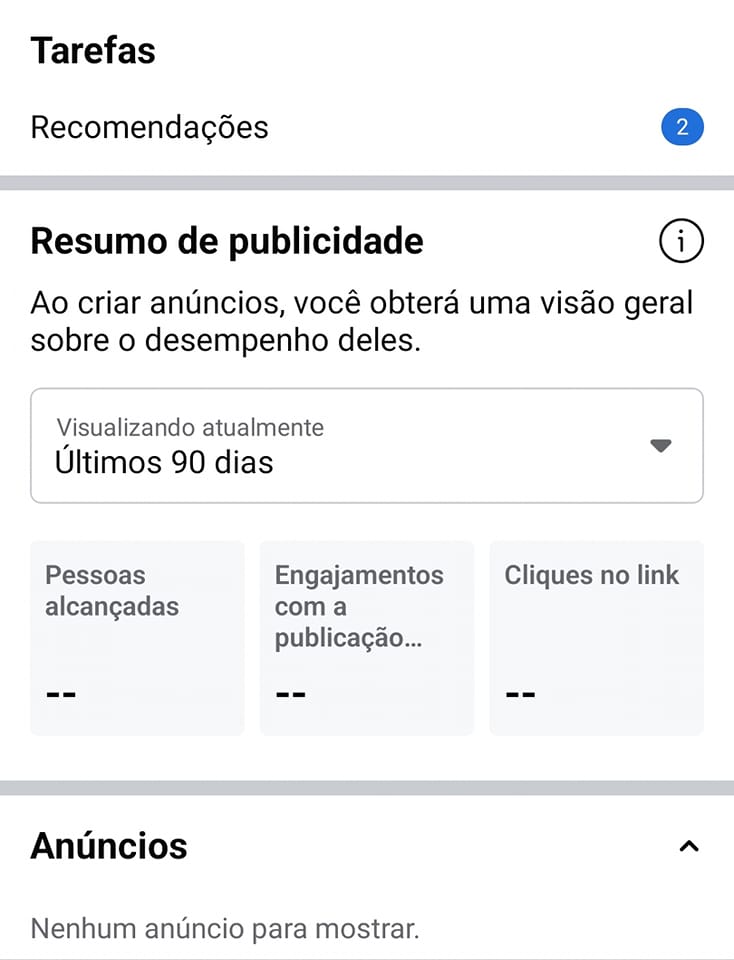 Tarefas
Recomendações
2
Resumo de publicidade
i
Ao criar anúncios, você obterá uma visão geral
sobre o desempenho deles.
Visualizando atualmente
Últimos 90 dias
Pessoas
alcançadas
--
Engajamentos
com a
publicação...
--
Cliques no link
--
Anúncios
Nenhum anúncio para mostrar.